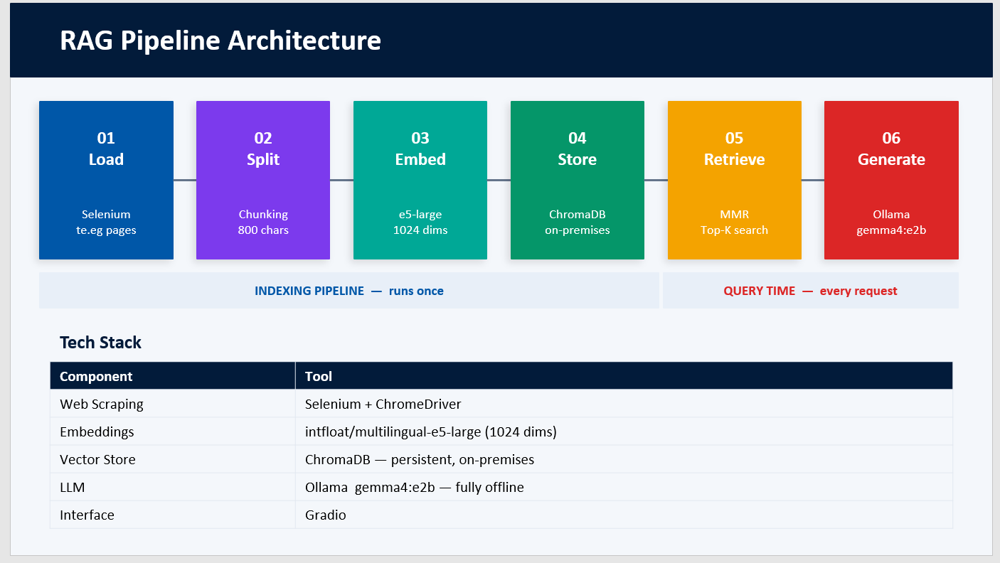 RAG Pipeline Architecture
01
Load
Selenium
te.eg pages
02
Split
Chunking
800 chars
03
Embed
e5-large
1024 dims
04
Store
ChromaDB
on-premises
05
Retrieve
MMR
Top-K search
06
Generate
Ollama
gemma4:e2b
INDEXING PIPELINE — runs once
QUERY TIME — every request
Tech Stack
Component Tool
Web Scraping Selenium + ChromeDriver
Embeddings intfloat/multilingual-e5-large (1024 dims)
Vector Store ChromaDB — persistent, on-premises
LLM Ollama gemma4:e2b — fully offline
Interface Gradio